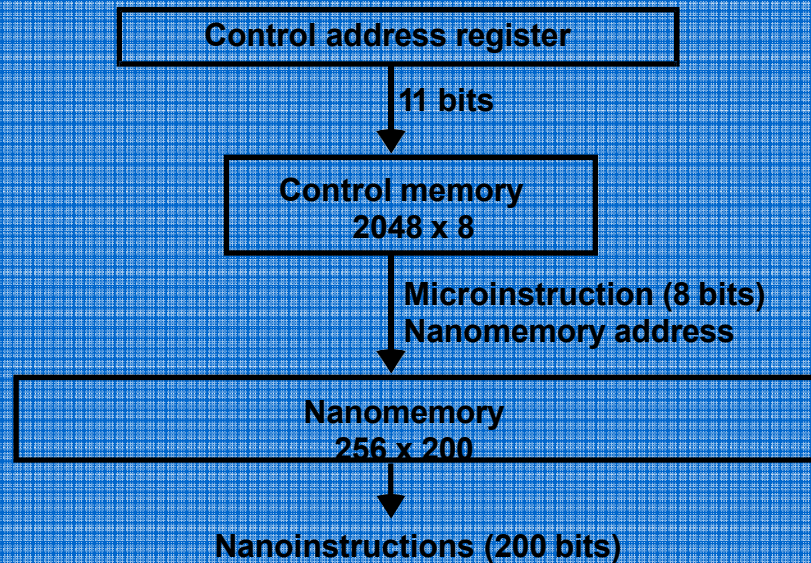 Control address register
11 bits
Control memory
2048 x 8
Microinstruction (8 bits)
Nanomemory address
Nanomemory
256 x 200
Nanoinstructions (200 bits)